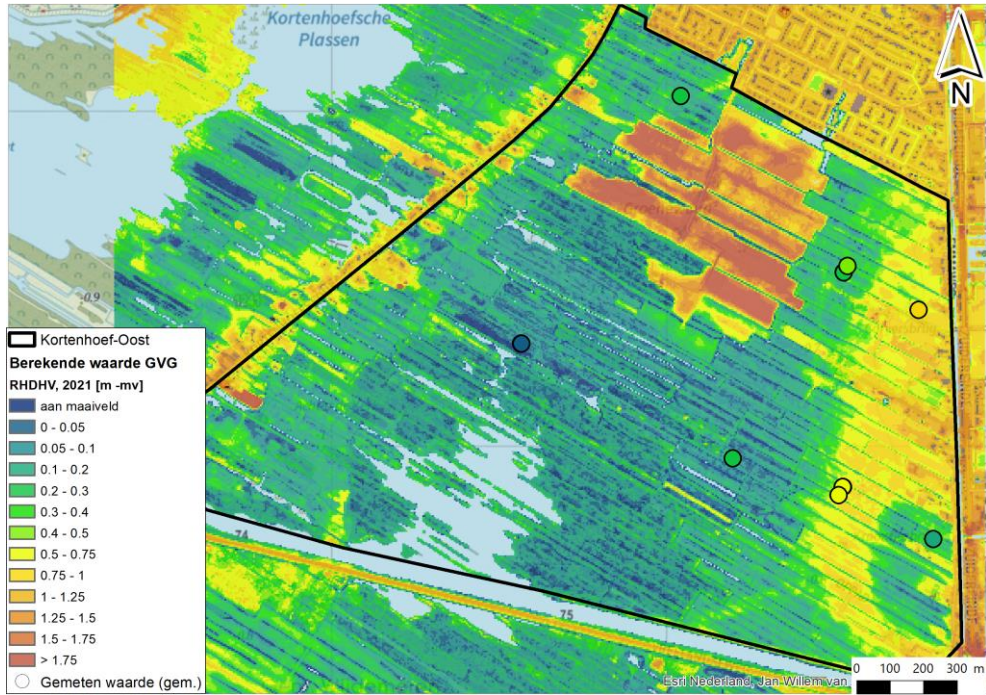 Kortenhoefsche
Plassen
N
-0.9
Kortenhoef-Oost
Berekende waarde GVG
RHDHV, 2021 [m -mv]
aan maaiveld
0 - 0.05
0.05 - 0.1
0.1 - 0.2
0.2 - 0.3
0.3 - 0.4
0.4 - 0.5
0.5 - 0.75
0.75 - 1
1 - 1.25
1.25 - 1.5
1.5 - 1.75
> 1.75
Gemeten waarde (gem.)
74
75
0 100 200 300 m
Esri Nederland, Jan-Willem van